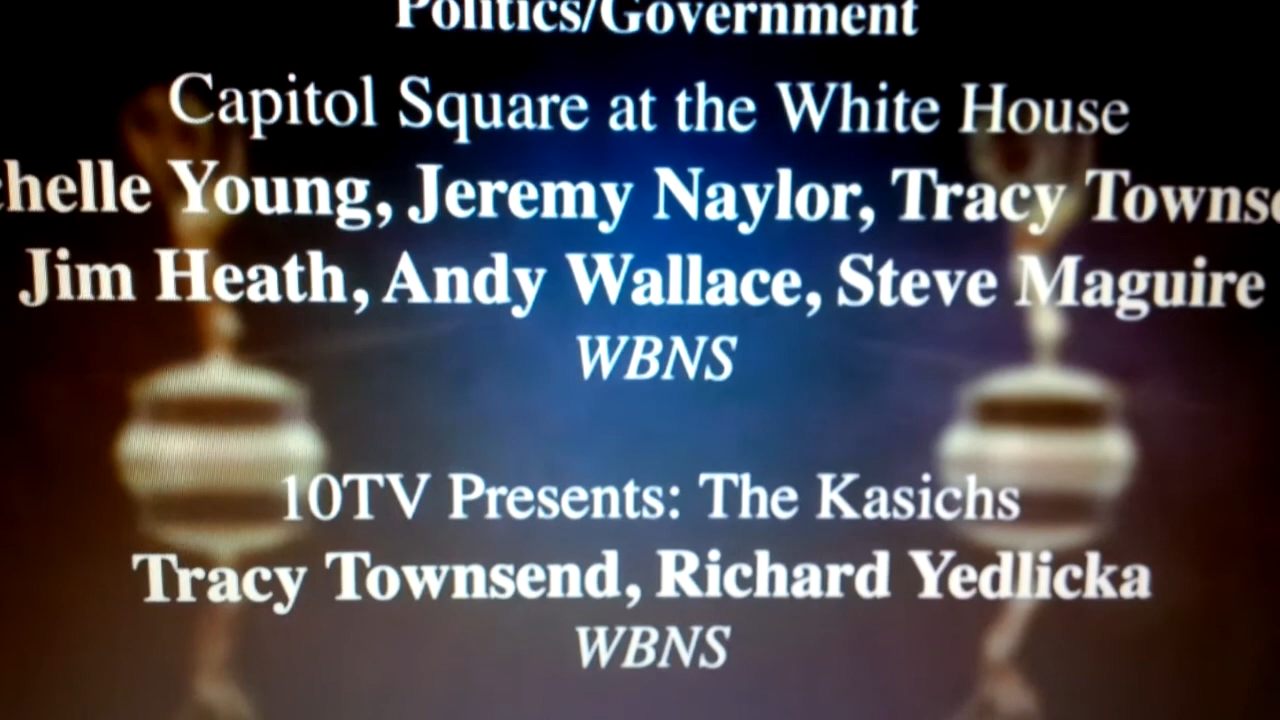 Politics/Government
Capitol Square at the White House
Young, Jeremy Naylor, Tracy
Jim Heath, Andy Wallace, Steve Maguire
WBNS
10TV Presents: The Kasichs
Tracy Townsend, Richard Yedlicka
WBNS